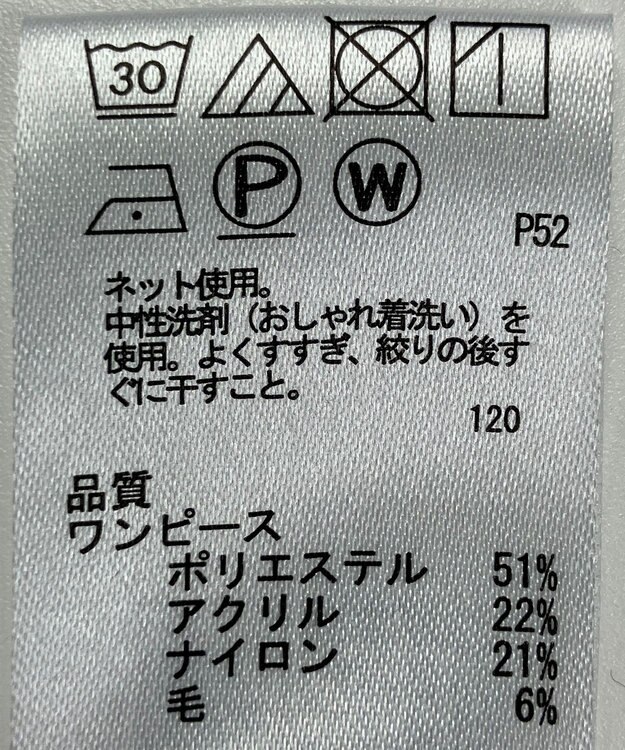 30
P W
P52
ネット使用。
中性洗剤（おしゃれ着洗い）を
使用。よくすすぎ、絞りの後す
ぐに干すこと。
120
品質
ワンピース
ポリエステル 51%
アクリル 22%
ナイロン 21%
毛 6%